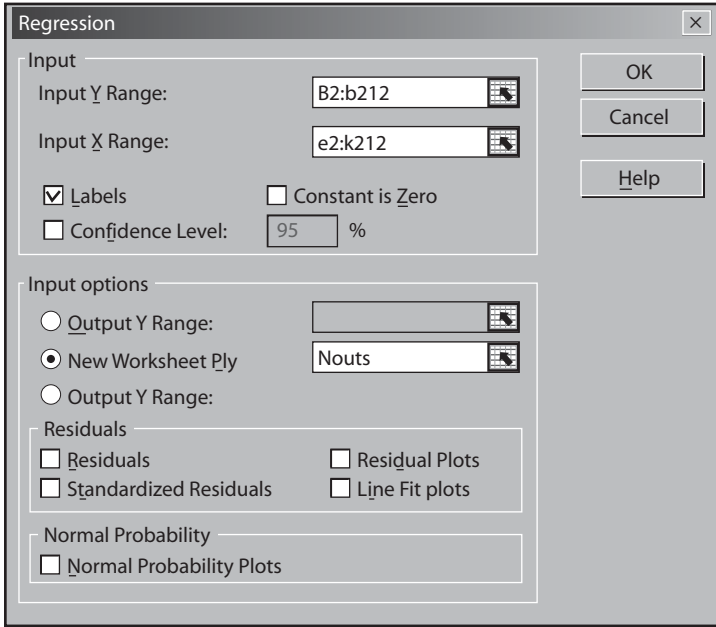 Regression
Input
Input Y Range: B2:b212
Input X Range: e2:k212
Labels Constant is Zero
Confidence Level: 95 %
OK
Cancel
Help
Input options
Output Y Range:
New Worksheet Ply Nouts
Output Y Range:
Residuals
Residuals Residual Plots
Standardized Residuals Line Fit plots
Normal Probability
Normal Probability Plots